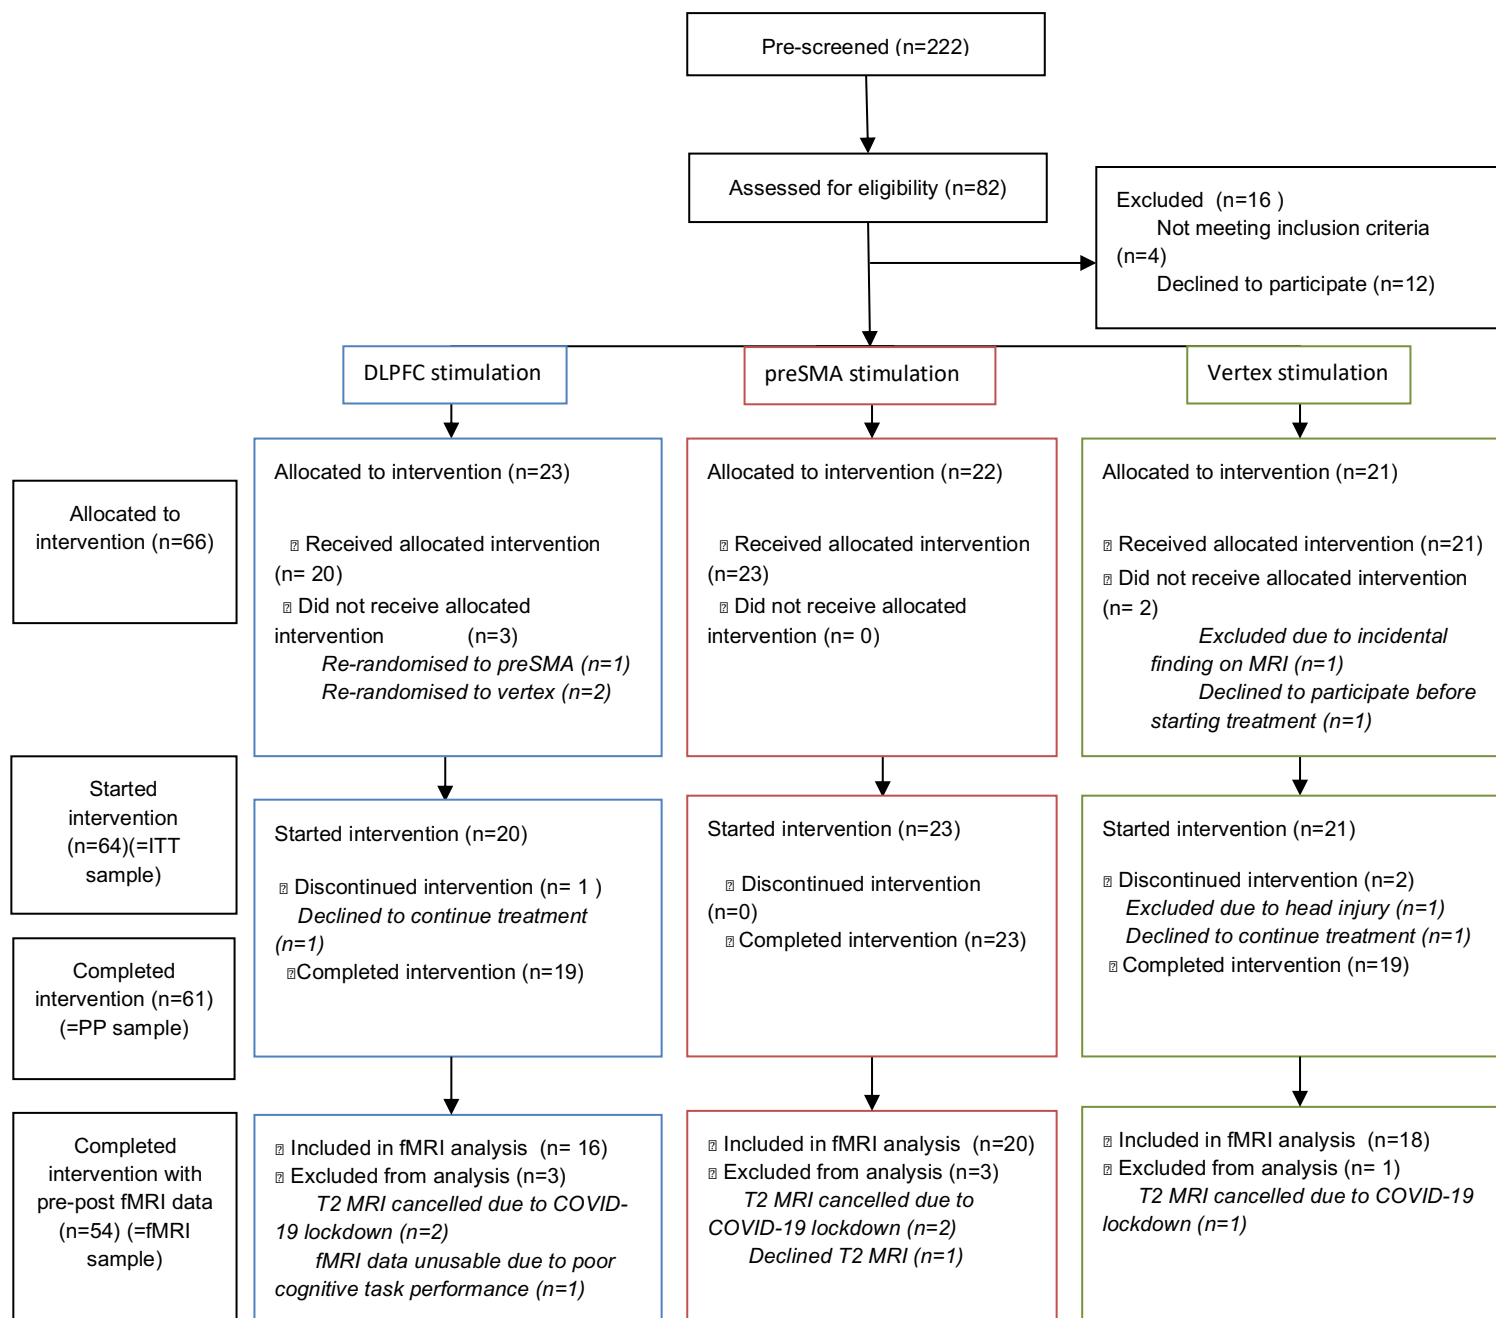 Pre-screened (n=222)
Assessed for eligibility (n=82)
Excluded (n=16 )
Not meeting inclusion criteria
(n=4)
Declined to participate (n=12)
DLPFC stimulation
preSMA stimulation
Vertex stimulation
Allocated to
intervention (n=66)
Allocated to intervention (n=23)
Received allocated intervention
(n= 20)
Did not receive allocated
intervention (n=3)
Re-randomised to preSMA (n=1)
Re-randomised to vertex (n=2)
Allocated to intervention (n=22)
Received allocated intervention
(n=23)
Did not receive allocated
intervention (n= 0)
Allocated to intervention (n=21)
Received allocated intervention (n=21)
Did not receive allocated intervention
(n= 2)
Excluded due to incidental
finding on MRI (n=1)
Declined to participate before
starting treatment (n=1)
Started
intervention
(n=64)(=ITT
sample)
Started intervention (n=20)
Discontinued intervention (n= 1 )
Declined to continue treatment
(n=1)
Completed intervention (n=19)
Started intervention (n=23)
Discontinued intervention
(n=0)
Completed intervention (n=23)
Started intervention (n=21)
Discontinued intervention (n=2)
Excluded due to head injury (n=1)
Declined to continue treatment (n=1)
Completed intervention (n=19)
Completed
intervention (n=61)
(=PP sample)
Completed
intervention with
pre-post fMRI data
(n=54) (=fMRI
sample)
Included in fMRI analysis (n= 16)
Excluded from analysis (n=3)
T2 MRI cancelled due to COVID-
19 lockdown (n=2)
fMRI data unusable due to poor
cognitive task performance (n=1)
Included in fMRI analysis (n=20)
Excluded from analysis (n=3)
T2 MRI cancelled due to
COVID-19 lockdown (n=2)
Declined T2 MRI (n=1)
Included in fMRI analysis (n=18)
Excluded from analysis (n= 1)
T2 MRI cancelled due to COVID-19
lockdown (n=1)